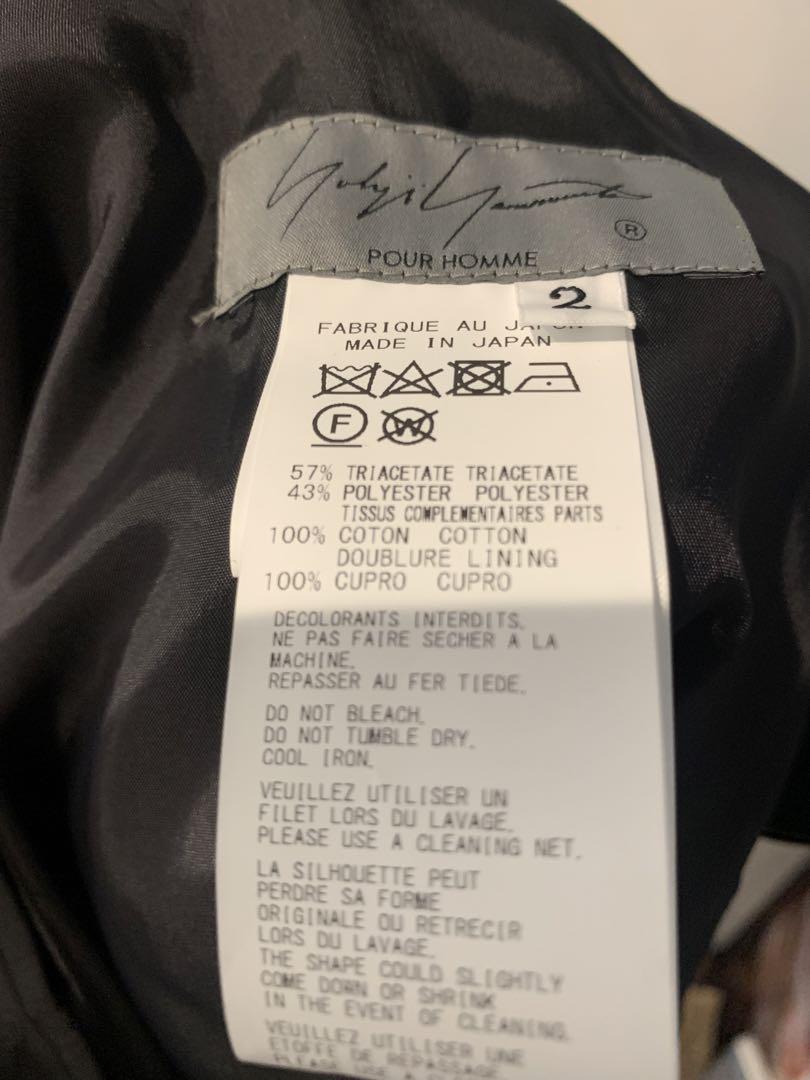 Yohji Yamamoto
®
POUR HOMME
2
FABRIQUE AU JAPON
MADE IN JAPAN
F
W
57% TRIACETATE TRIACETATE
43% POLYESTER POLYESTER
TISSUS COMPLEMENTAIRES PARTS
100% COTON COTTON
DOUBLURE LINING
100% CUPRO CUPRO
DECOLORANTS INTERDITS.
NE PAS FAIRE SECHER A LA
MACHINE.
REPASSER AU FER TIEDE.
DO NOT BLEACH.
DO NOT TUMBLE DRY.
COOL IRON.
VEUILLEZ UTILISER UN
FILET LORS DU LAVAGE.
PLEASE USE A CLEANING NET.
LA SILHOUETTE PEUT
PERDRE SA FORME
ORIGINALE OU RETRECIR
LORS DU LAVAGE.
THE SHAPE COULD SLIGHTLY
COME DOWN OR SHRINK
IN THE EVENT OF CLEANING.
VEUILLEZ UTILISER UNE
ETOFFE DE REPASSAGE.
PLEASE USE A